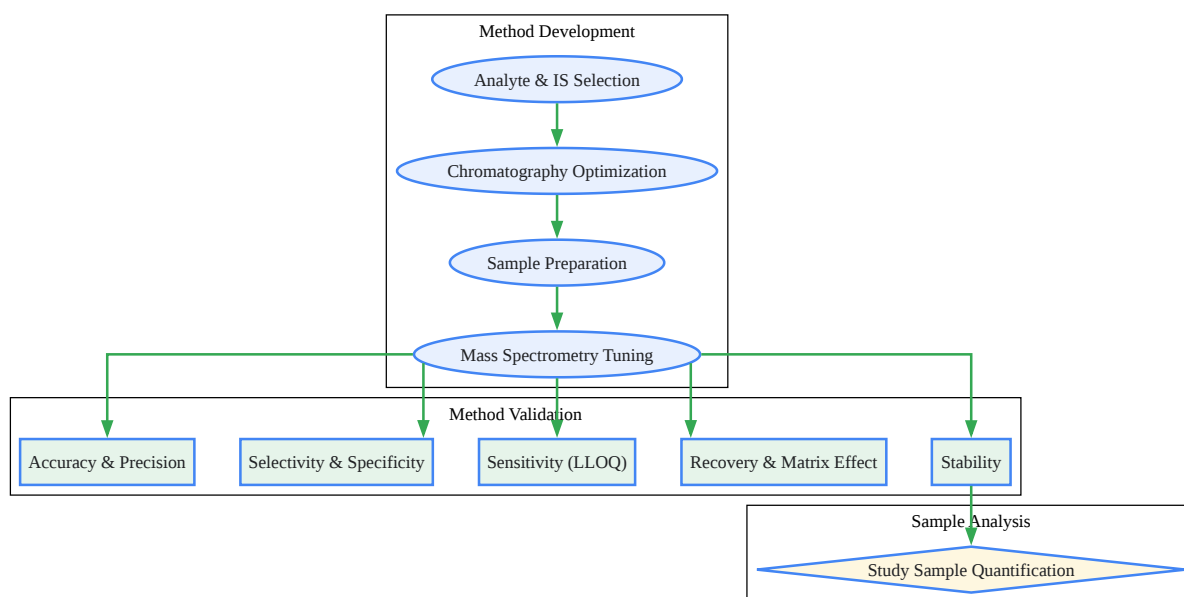 Method Development
Analyte & IS Selection
Chromatography Optimization
Sample Preparation
Mass Spectrometry Tuning
Method Validation
Accuracy & Precision
Selectivity & Specificity
Sensitivity (LLOQ)
Recovery & Matrix Effect
Stability
Sample Analysis
Study Sample Quantification